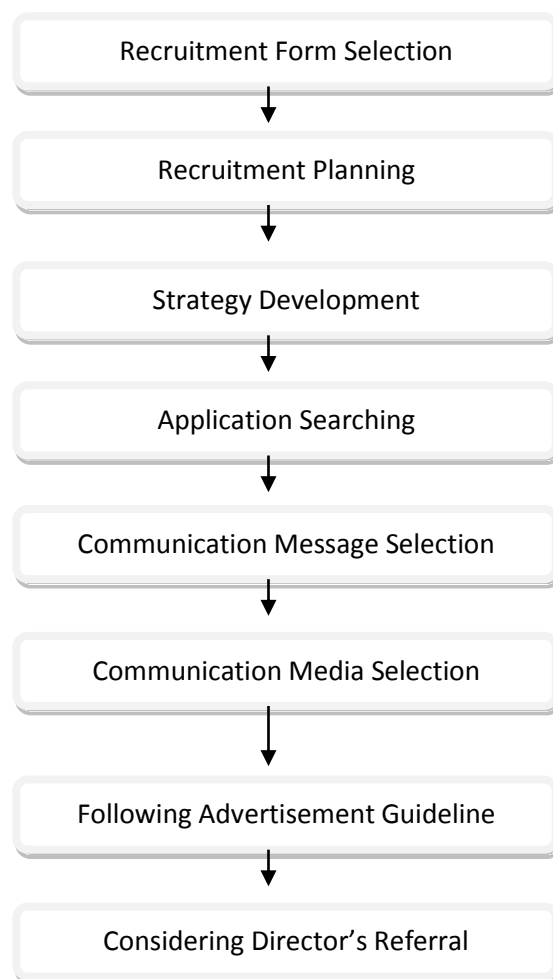 Recruitment Form Selection
Recruitment Planning
Strategy Development
Application Searching
Communication Message Selection
Communication Media Selection
Following Advertisement Guideline
Considering Director’s Referral